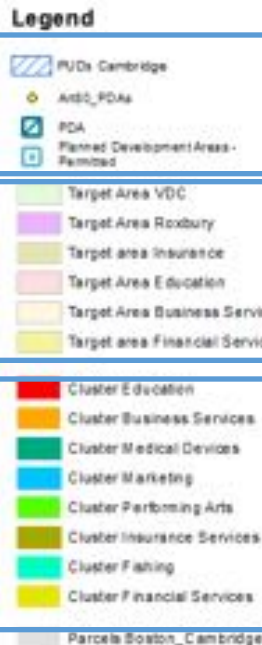 Legend
PUDs Cambridge
Art80_PDAs
PDA
Planned Development Areas -
Permitted
Target Area VDC
Target Area Roxbury
Target area Insurance
Target Area Education
Target Area Business Servi
Target area Financial Servic
Cluster Education
Cluster Business Services
Cluster Medical Devices
Cluster Marketing
Cluster Performing Arts
Cluster Insurance Services
Cluster Fishing
Cluster Financial Services
Parcels Boston_Cambridge